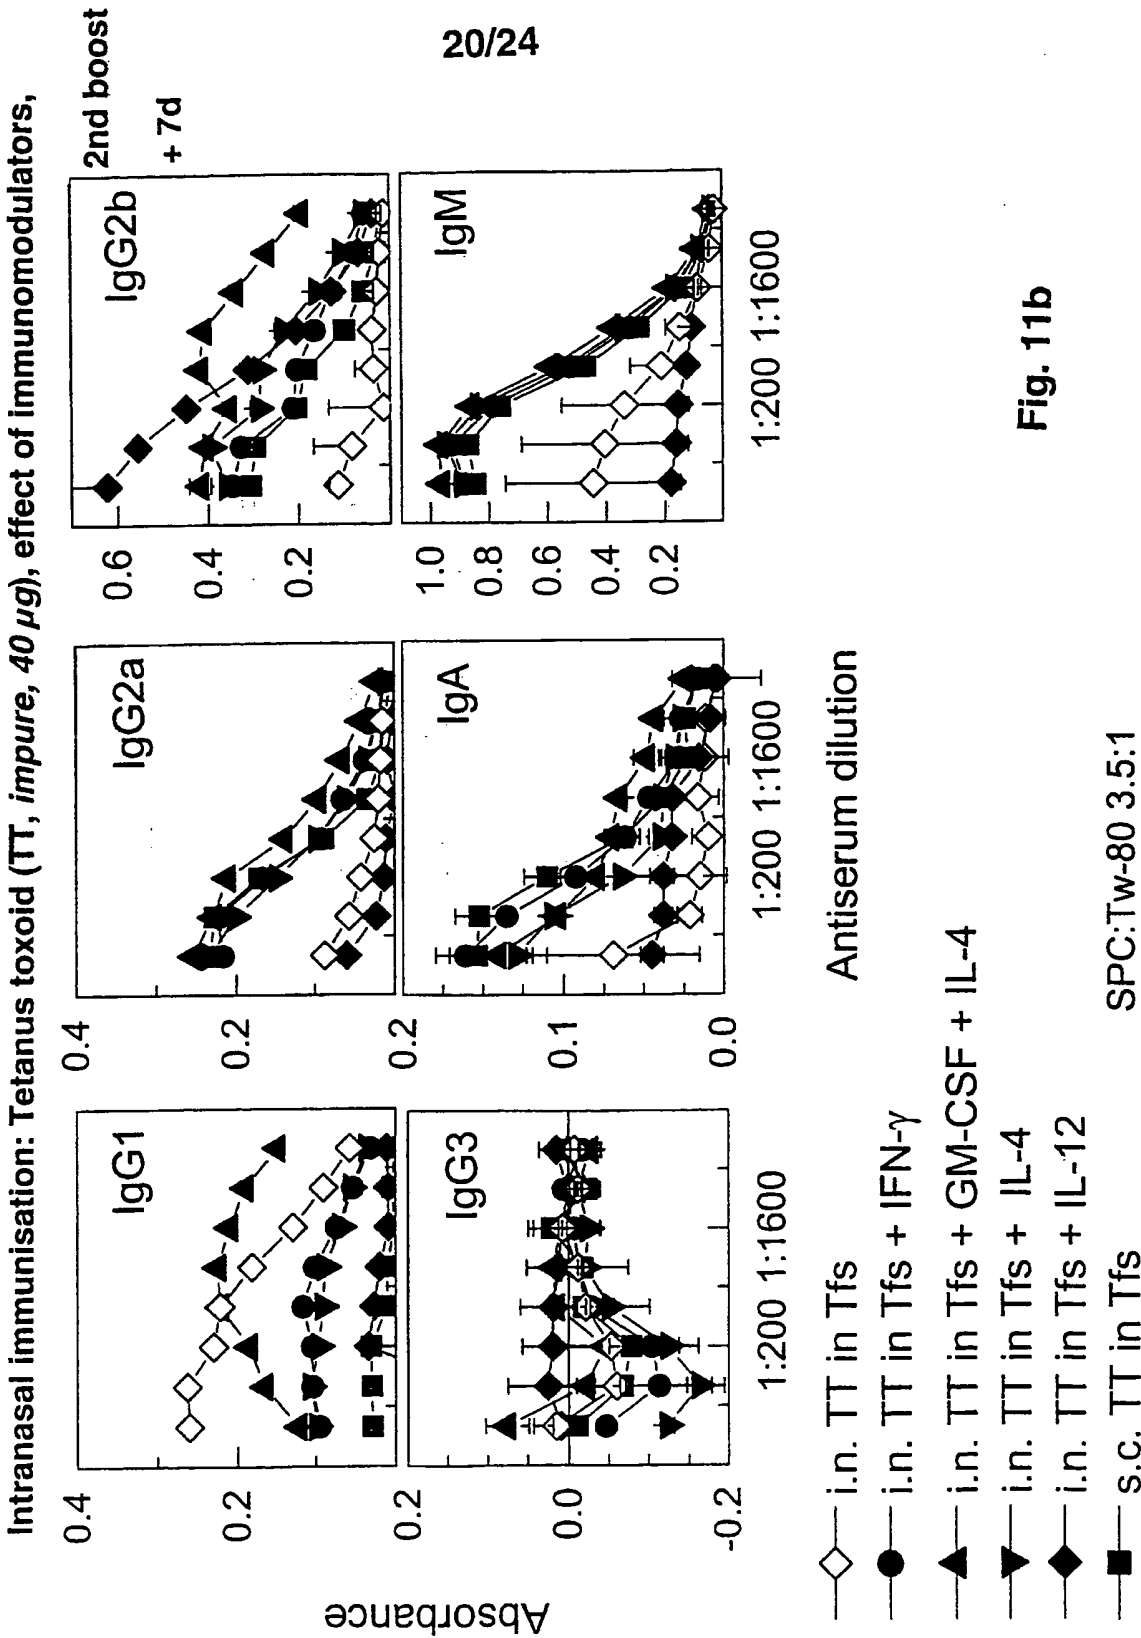 20/24
Intranasal immunisation: Tetanus toxoid (TT, impure, 40 µg), effect of immunomodulators,
2nd boost
+ 7d
Absorbance
IgG1
0.4
0.2
IgG2a
0.4
0.2
IgG2b
0.6
0.4
0.2
IgG3
0.0
-0.2
1:200 1:1600
IgA
0.2
0.1
0.0
1:200 1:1600
IgM
1.0
0.8
0.6
0.4
0.2
1:200 1:1600
Antiserum dilution
i.n. TT in Tfs
i.n. TT in Tfs + IFN-γ
i.n. TT in Tfs + GM-CSF + IL-4
i.n. TT in Tfs + IL-4
i.n. TT in Tfs + IL-12
s.c. TT in Tfs
SPC:Tw-80 3.5:1
Fig. 11b